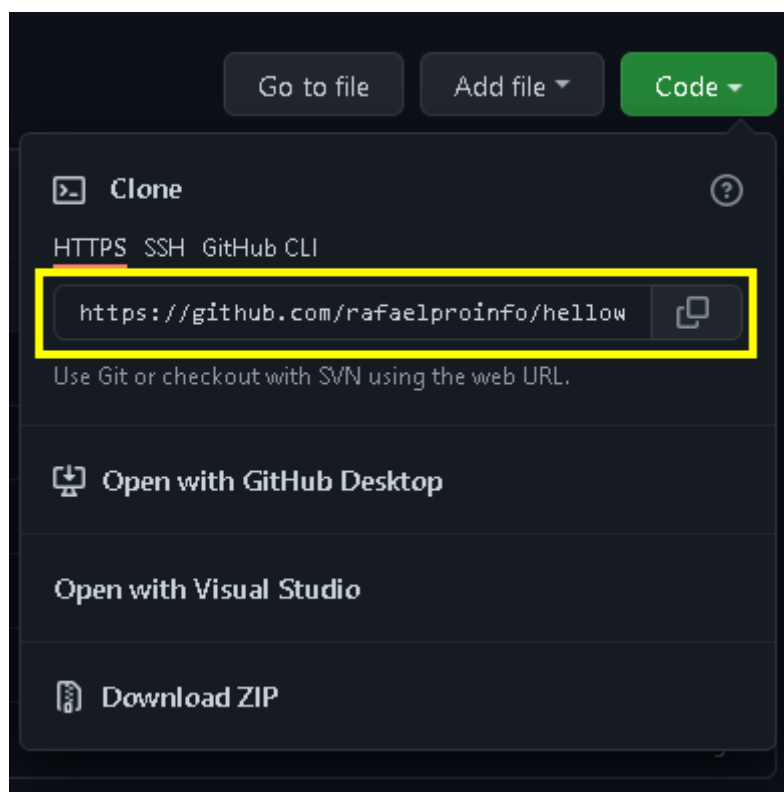 Go to file Add file Code
Clone
HTTPS SSH GitHub CLI
https://github.com/rafaelproinfo/hellow
Use Git or checkout with SVN using the web URL.
Open with GitHub Desktop
Open with Visual Studio
Download ZIP